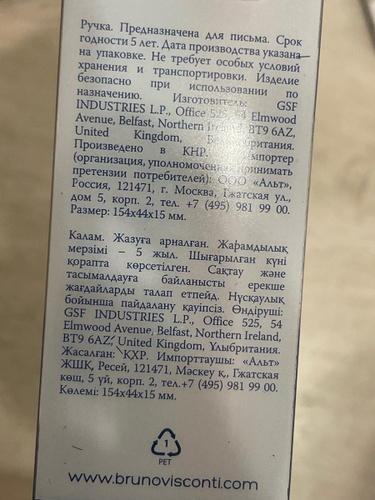 Ручка. Предназначена для письма. Срок
годности 5 лет. Дата производства указана
на упаковке. Не требует особых условий
хранения и транспортировки. Изделие
безопасно при использовании по
назначению. Изготовитель: GSF
INDUSTRIES L.P., Office 525, 54 Elmwood
Avenue, Belfast, Northern Ireland, BT9 6AZ,
United Kingdom, Великобритания.
Произведено в КНР. Импортер
(организация, уполномоченная принимать
претензии потребителей): ООО «Альт»,
Россия, 121471, г. Москва, Гжатская ул.,
дом 5, корп. 2, тел. +7 (495) 981 99 00.
Размер: 154x44x15 мм.
Қалам. Жазуға арналған. Жарамдылық
мерзімі – 5 жыл. Шығарылған күні
қорапта көрсетілген. Сақтау және
тасымалдауға байланысты ерекше
жағдайларды талап етпейд. Нұсқаулық
бойынша пайдалану қауіпсіз. Өндіруші:
GSF INDUSTRIES L.P., Office 525, 54
Elmwood Avenue, Belfast, Northern Ireland,
BT9 6AZ, United Kingdom, Ұлыбритания.
Жасалған: ҚХР. Импорттаушы: «Альт»
ЖШҚ, Ресей, 121471, Мәскеу қ., Гжатская
көш, 5 үй, корп. 2, тел.+7 (495) 981 99 00.
Көлемі: 154x44x15 мм.
1
PET
www.brunovisconti.com